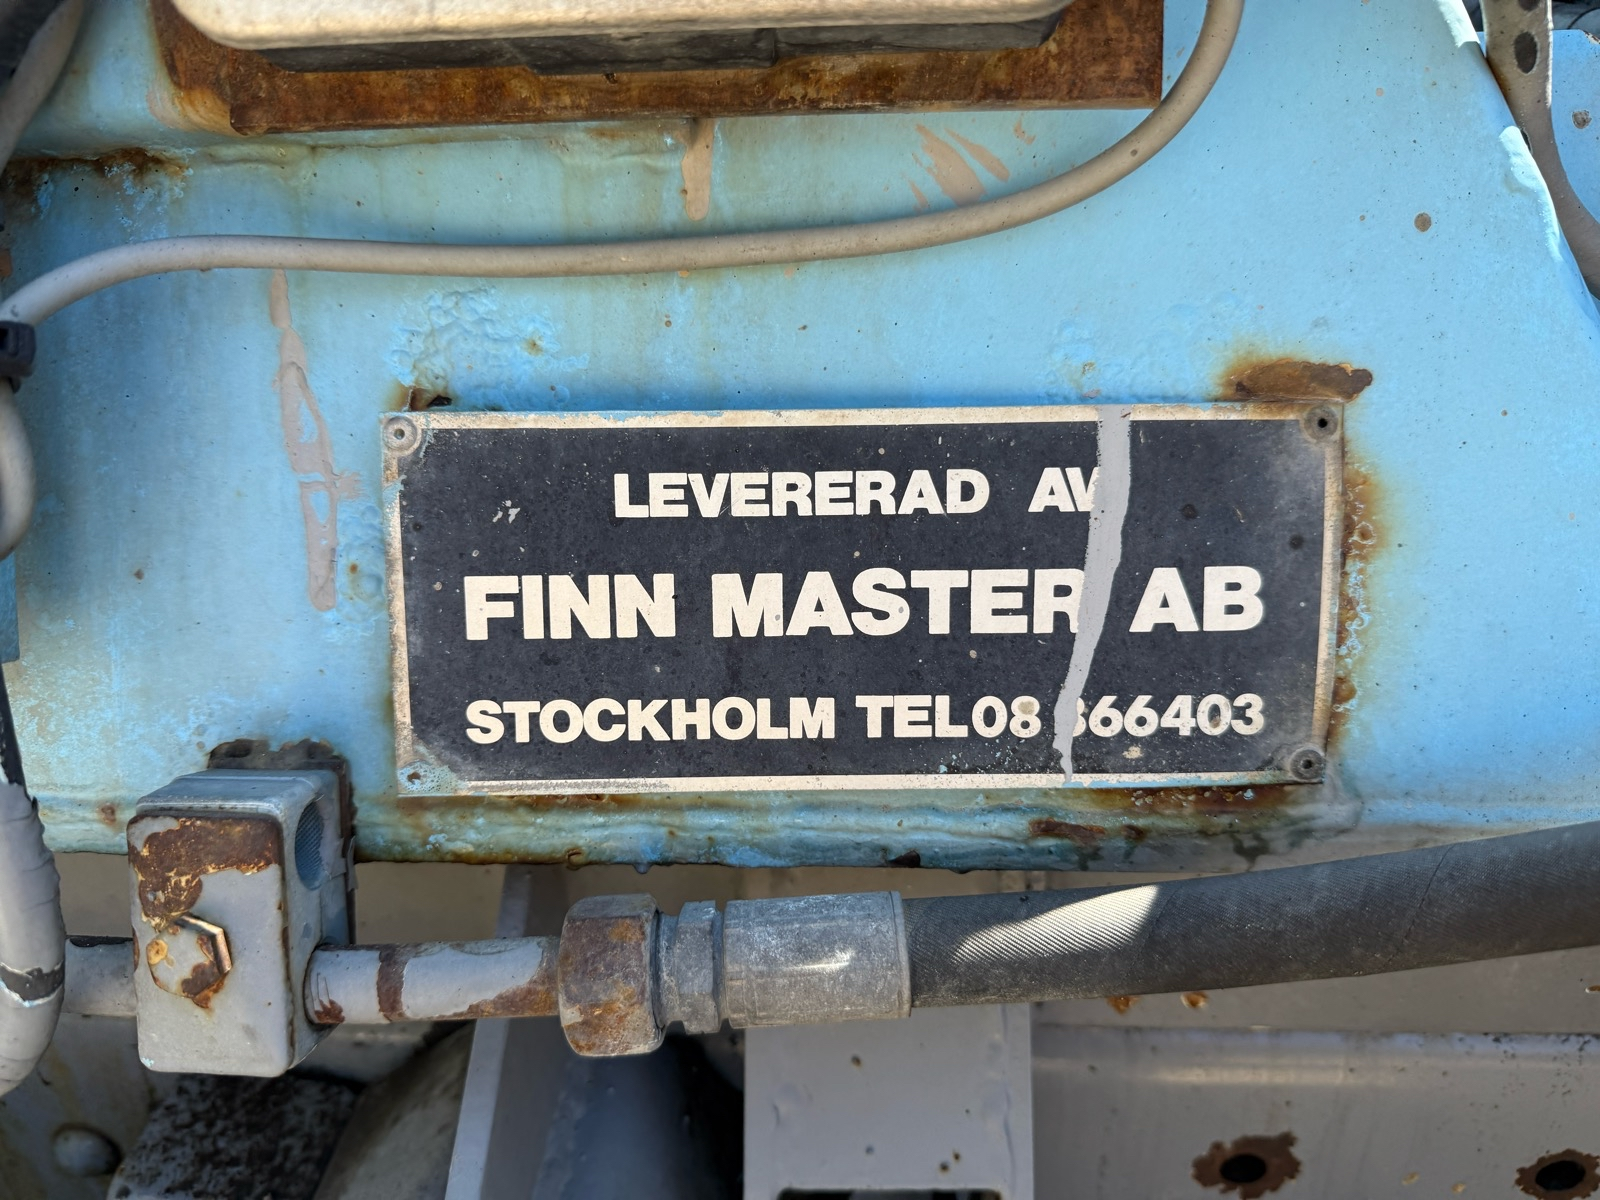 LEVERERAD AV
FINN MASTER AB
STOCKHOLM TEL08